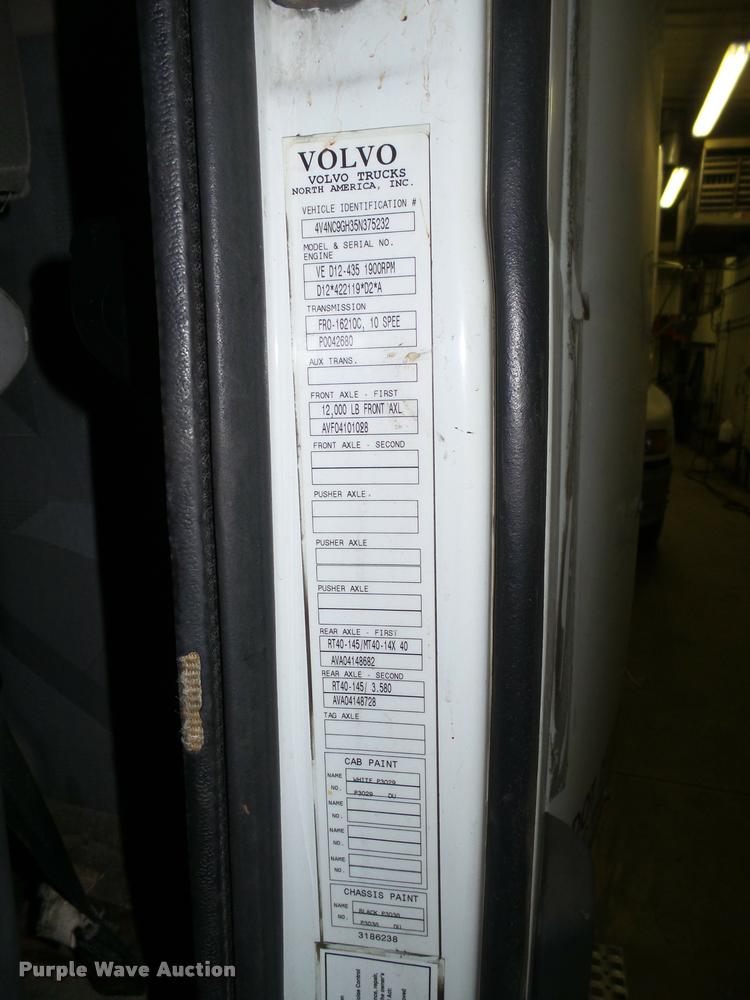 VOLVO
VOLVO TRUCKS
NORTH AMERICA, INC.
VEHICLE IDENTIFICATION #
4V4NC9GH35N375232
MODEL & SERIAL NO.
ENGINE
VE D12-435 1900RPM
D12*422119*D2*A
TRANSMISSION
FRO-16210C, 10 SPEE
P0042680
AUX TRANS.
FRONT AXLE - FIRST
12,000 LB FRONT AXL
AVF04101028
FRONT AXLE - SECOND
PUSHER AXLE
PUSHER AXLE
PUSHER AXLE
REAR AXLE - FIRST
RT40-145/MT40-14X 40
AVA04148682
REAR AXLE - SECOND
RT40-145/ 3.580
AVA04148728
TAG AXLE
CAB PAINT
NAME WHITE P3029
NO. P3029 DU
NAME
NO.
NAME
NO.
NAME
NO.
CHASSIS PAINT
NAME BLACK P3036
NO. P3036 DU
3186238
Purple Wave Auction